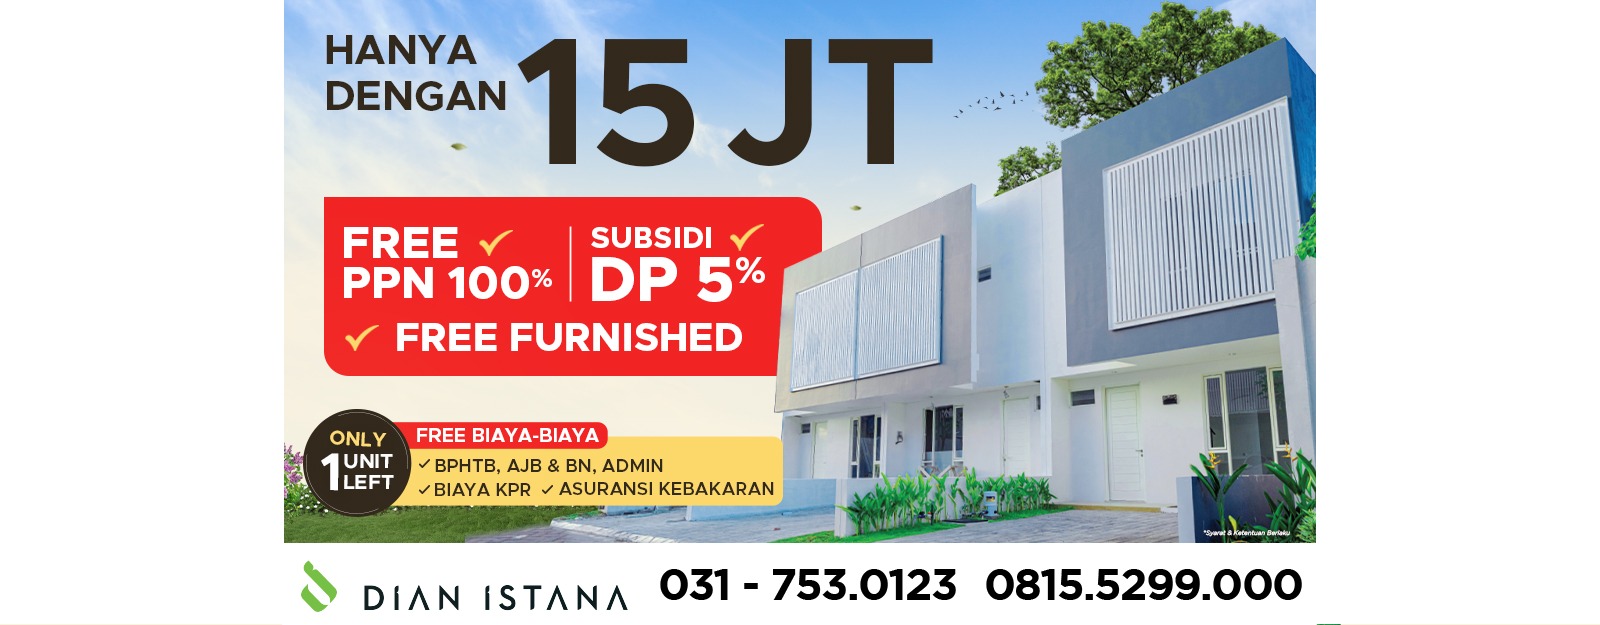 HANYA
DENGAN
15 JT
FREE
PPN 100%
SUBSIDI
DP 5%
FREE FURNISHED
ONLY
1 UNIT
LEFT
FREE BIAYA-BIAYA
BPHTB, AJB & BN, ADMIN
BIAYA KPR ✓ ASURANSI KEBAKARAN
*Syarat & Ketentuan Berlaku
DIAN ISTANA
031 - 753.0123 0815.5299.000